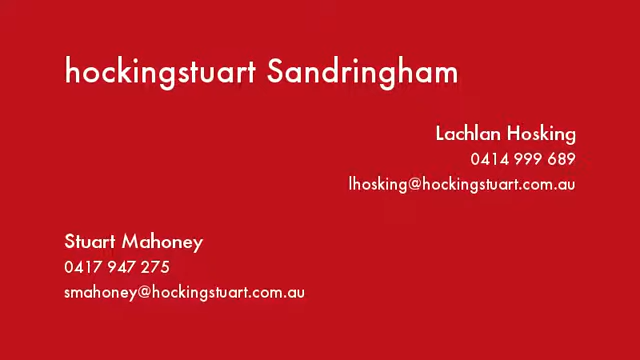 hockingstuart Sandringham
Lachlan Hosking
0414 999 689
lhosking@hockingstuart.com.au
Stuart Mahoney
0417 947 275
smahoney@hockingstuart.com.au